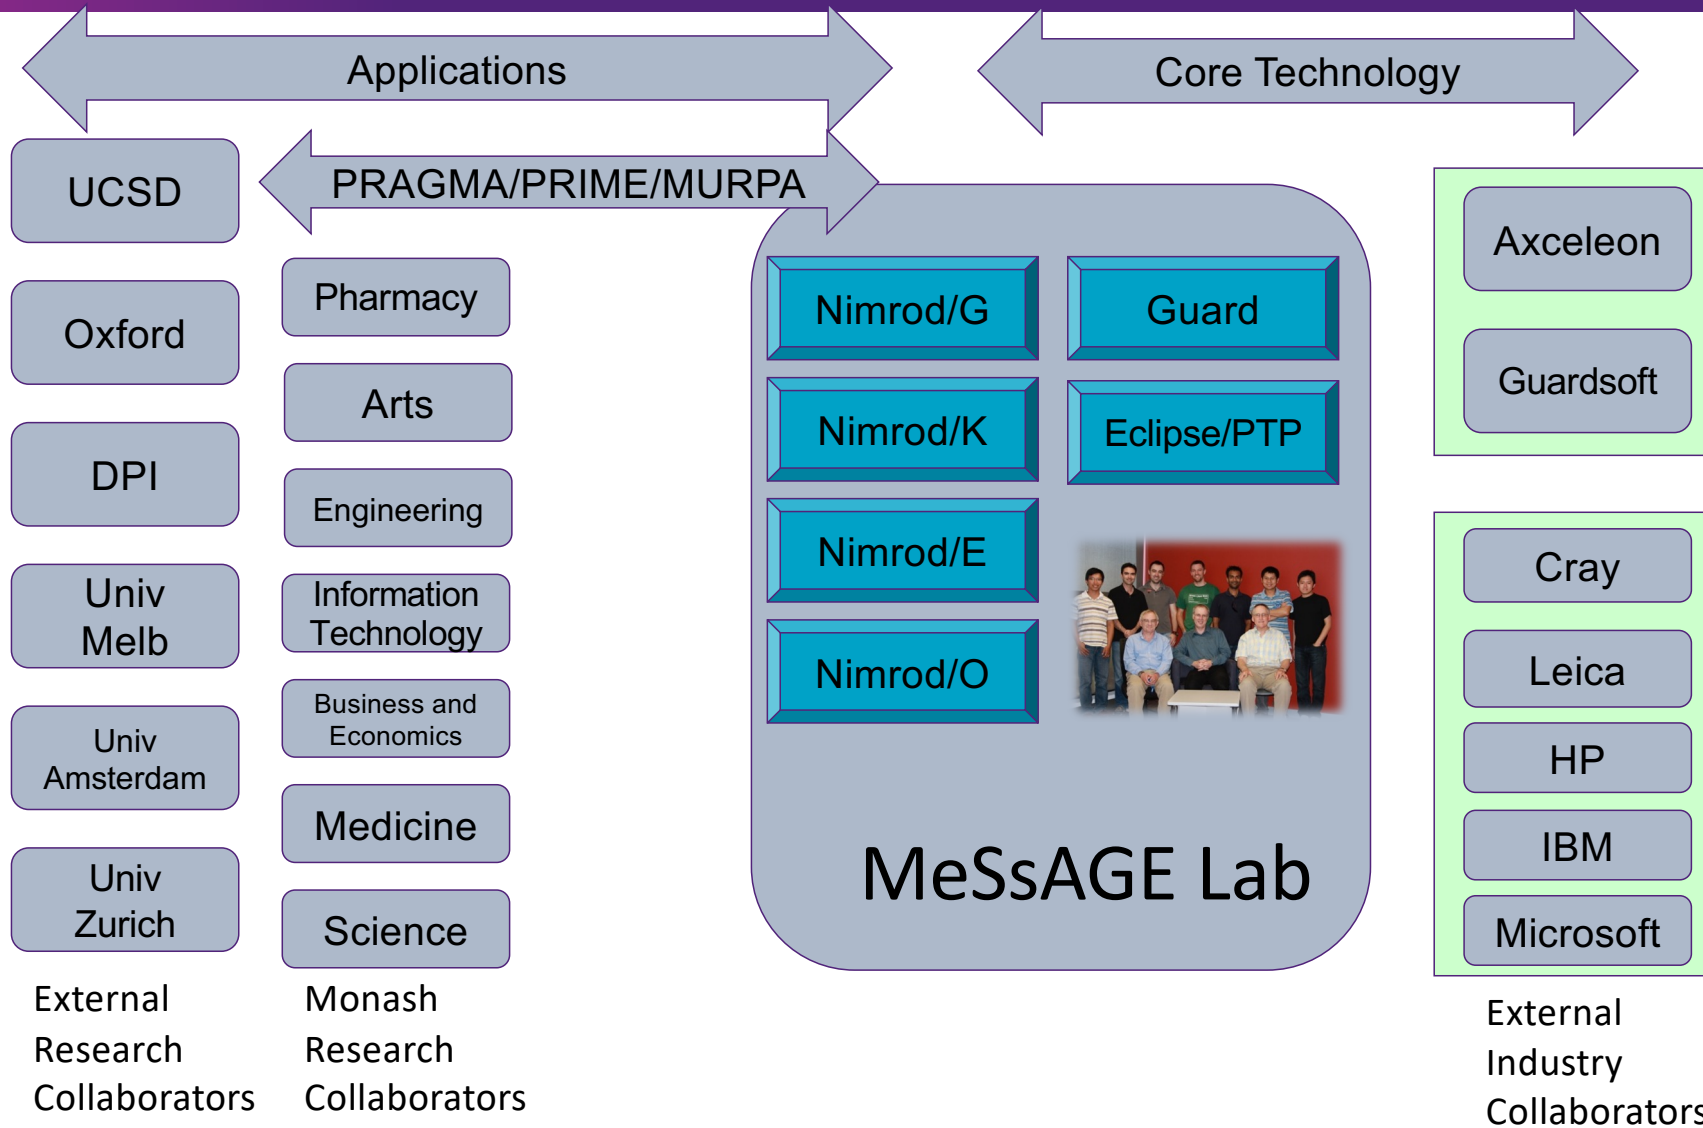 Applications
Core Technology
PRAGMA/PRIME/MURPA
UCSD
Oxford
DPI
Univ
Melb
Univ
Amsterdam
Univ
Zurich
External
Research
Collaborators
Pharmacy
Arts
Engineering
Information
Technology
Business and
Economics
Medicine
Science
Monash
Research
Collaborators
Nimrod/G
Guard
Nimrod/K
Eclipse/PTP
Nimrod/E
Nimrod/O
MeSsAGE Lab
Axceleon
Guardsoft
Cray
Leica
HP
IBM
Microsoft
External
Industry
Collaborators